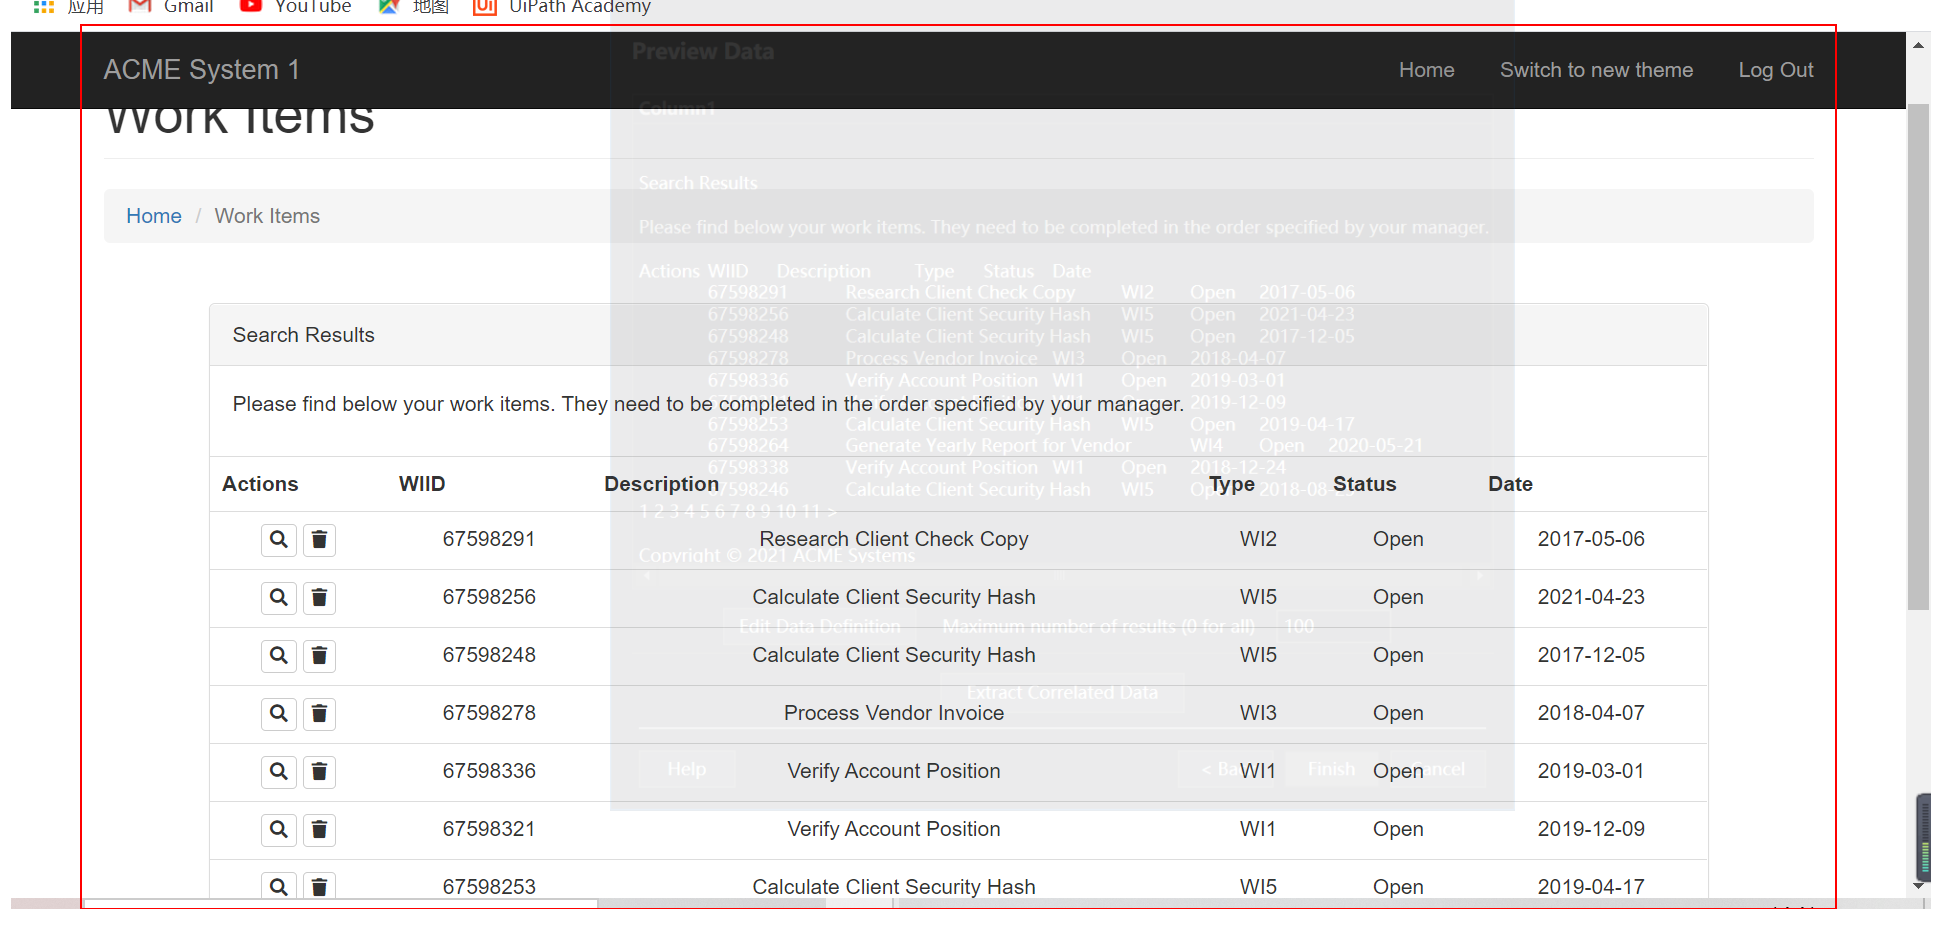 应用 Gmail YouTube 地图 UiPath Academy
ACME System 1 Home Switch to new theme Log Out
Preview Data
Column1
Work Items
Home / Work Items
Search Results
Please find below your work items. They need to be completed in the order specified by your manager.
Actions WIID Description Type Status Date
67598291 Research Client Check Copy WI2 Open 2017-05-06
67598256 Calculate Client Security Hash WI5 Open 2021-04-23
67598248 Calculate Client Security Hash WI5 Open 2017-12-05
67598278 Process Vendor Invoice WI3 Open 2018-04-07
67598336 Verify Account Position WI1 Open 2019-03-01
2019-12-09
67598253 Calculate Client Security Hash WI5 Open 2019-04-17
67598264 Generate Yearly Report for Vendor WI4 Open 2020-05-21
67598338 Verify Account Position WI1 Open 2018-12-24
67598246 Calculate Client Security Hash WI5
1 2 3 4 5 6 7 8 9 10 11 >
Copyright © 2021 ACME Systems
Edit Data Definition Maximum number of results (0 for all) 100
Extract Correlated Data
Help Finish Cancel
Search Results
Please find below your work items. They need to be completed in the order specified by your manager.
Actions WIID Description Type Status Date
67598291 Research Client Check Copy WI2 Open 2017-05-06
67598256 Calculate Client Security Hash WI5 Open 2021-04-23
67598248 Calculate Client Security Hash WI5 Open 2017-12-05
67598278 Process Vendor Invoice WI3 Open 2018-04-07
67598336 Verify Account Position WI1 Open 2019-03-01
67598321 Verify Account Position WI1 Open 2019-12-09
67598253 Calculate Client Security Hash WI5 Open 2019-04-17